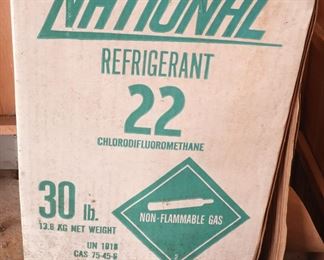 NATIONAL
REFRIGERANT
22
CHLORODIFLUOROMETHANE
30 lb.
13.6 KG NET WEIGHT
NON-FLAMMABLE GAS
UN 1018
CAS 75-45-6
2